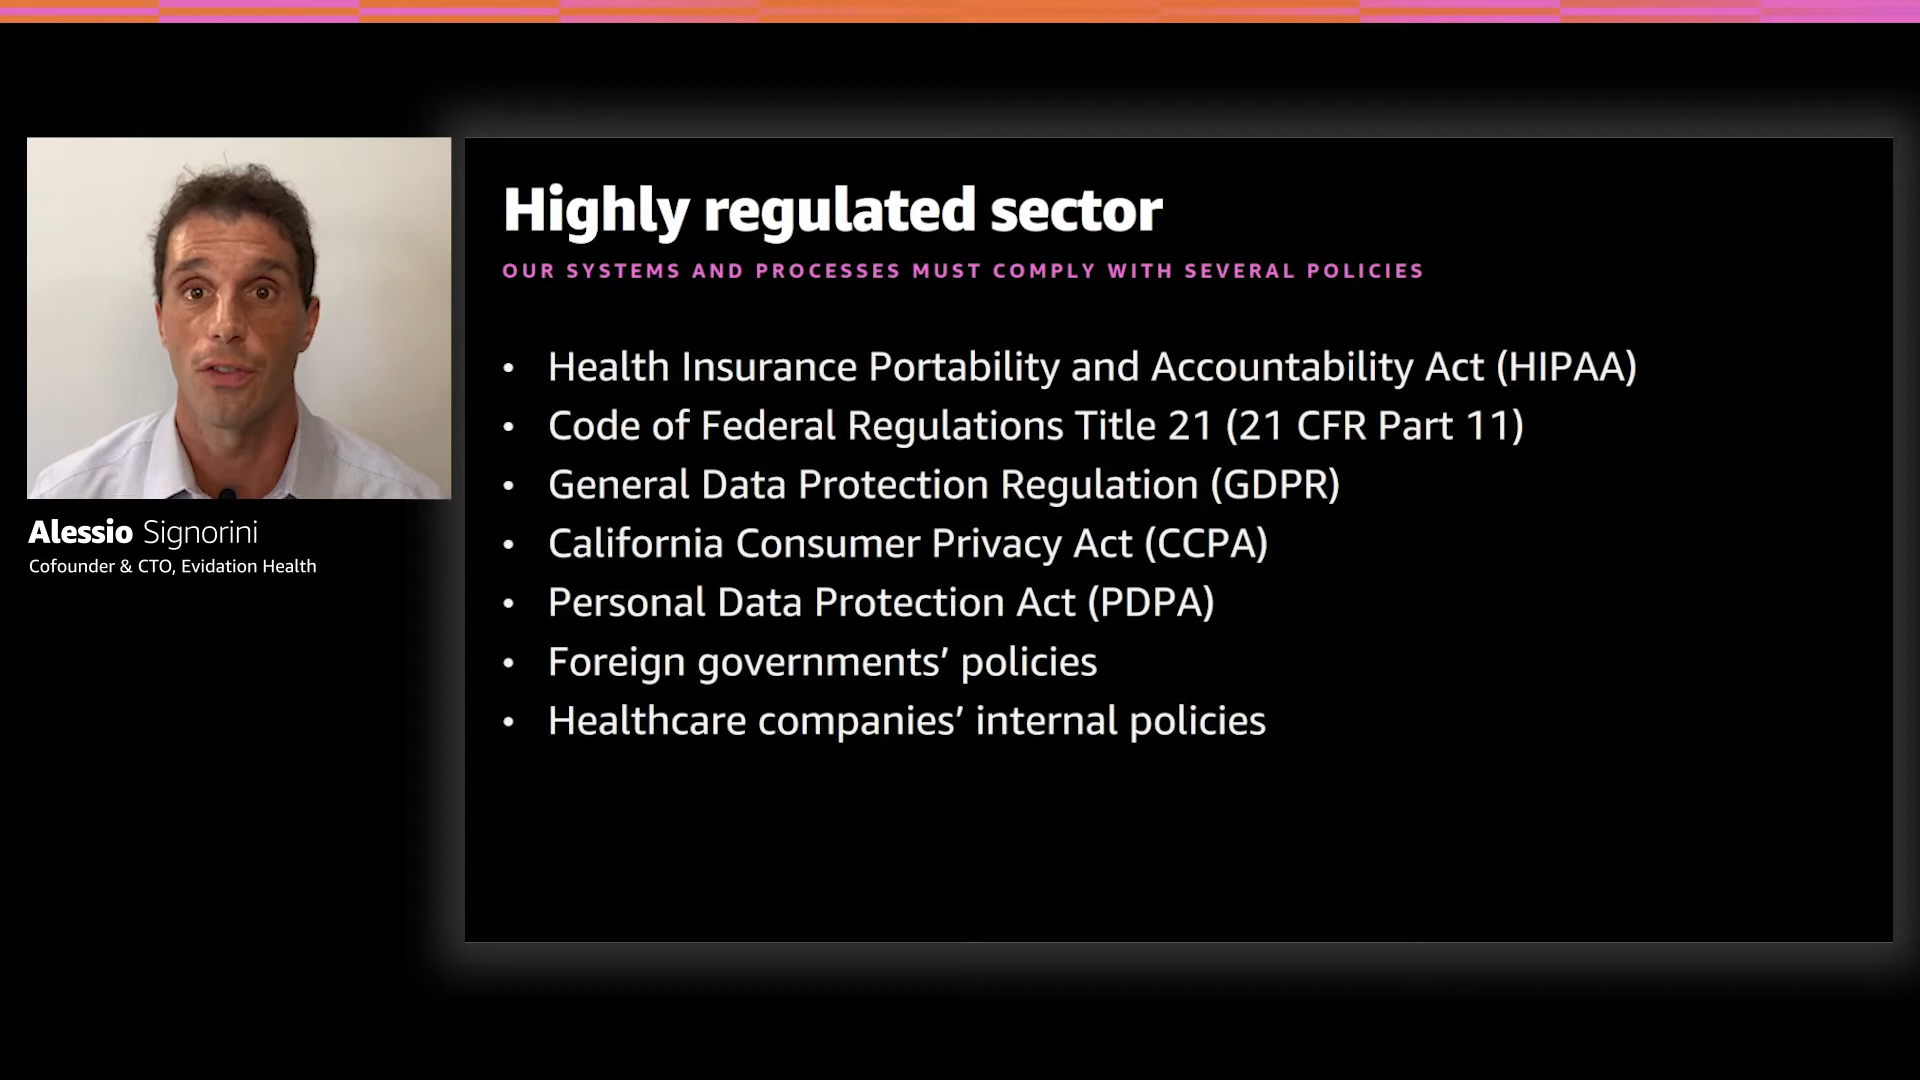 Highly regulated sector
OUR SYSTEMS AND PROCESSES MUST COMPLY WITH SEVERAL POLICIES
• Health Insurance Portability and Accountability Act (HIPAA)
• Code of Federal Regulations Title 21 (21 CFR Part 11)
• General Data Protection Regulation (GDPR)
• California Consumer Privacy Act (CCPA)
• Personal Data Protection Act (PDPA)
• Foreign governments’ policies
• Healthcare companies’ internal policies
Alessio Signorini
Cofounder & CTO, Evidation Health